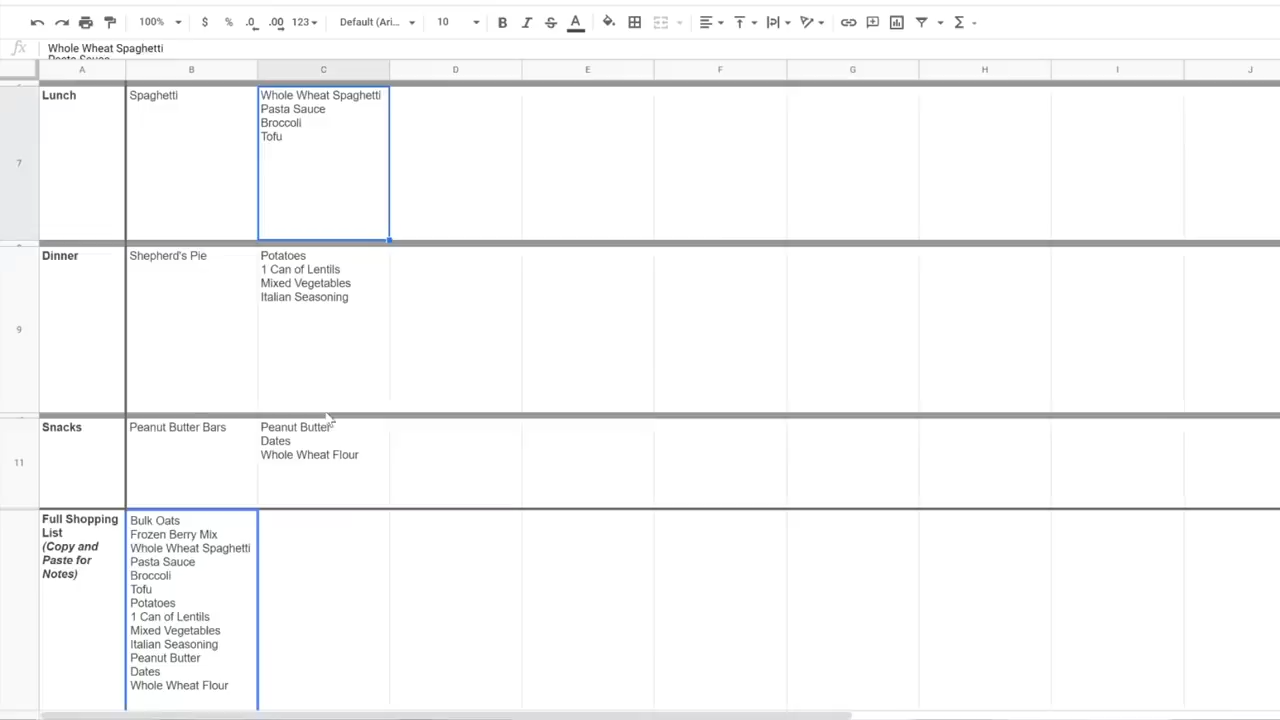 100% $ % .0 .00 123 Default (Ari... 10 B I S A
fx Whole Wheat Spaghetti
Pasta Sauce
A B C D E F G H I J
7 Lunch Spaghetti Whole Wheat Spaghetti
Pasta Sauce
Broccoli
Tofu
9 Dinner Shepherd's Pie Potatoes
1 Can of Lentils
Mixed Vegetables
Italian Seasoning
11 Snacks Peanut Butter Bars Peanut Butter
Dates
Whole Wheat Flour
Full Shopping
List
(Copy and
Paste for
Notes)
Bulk Oats
Frozen Berry Mix
Whole Wheat Spaghetti
Pasta Sauce
Broccoli
Tofu
Potatoes
1 Can of Lentils
Mixed Vegetables
Italian Seasoning
Peanut Butter
Dates
Whole Wheat Flour